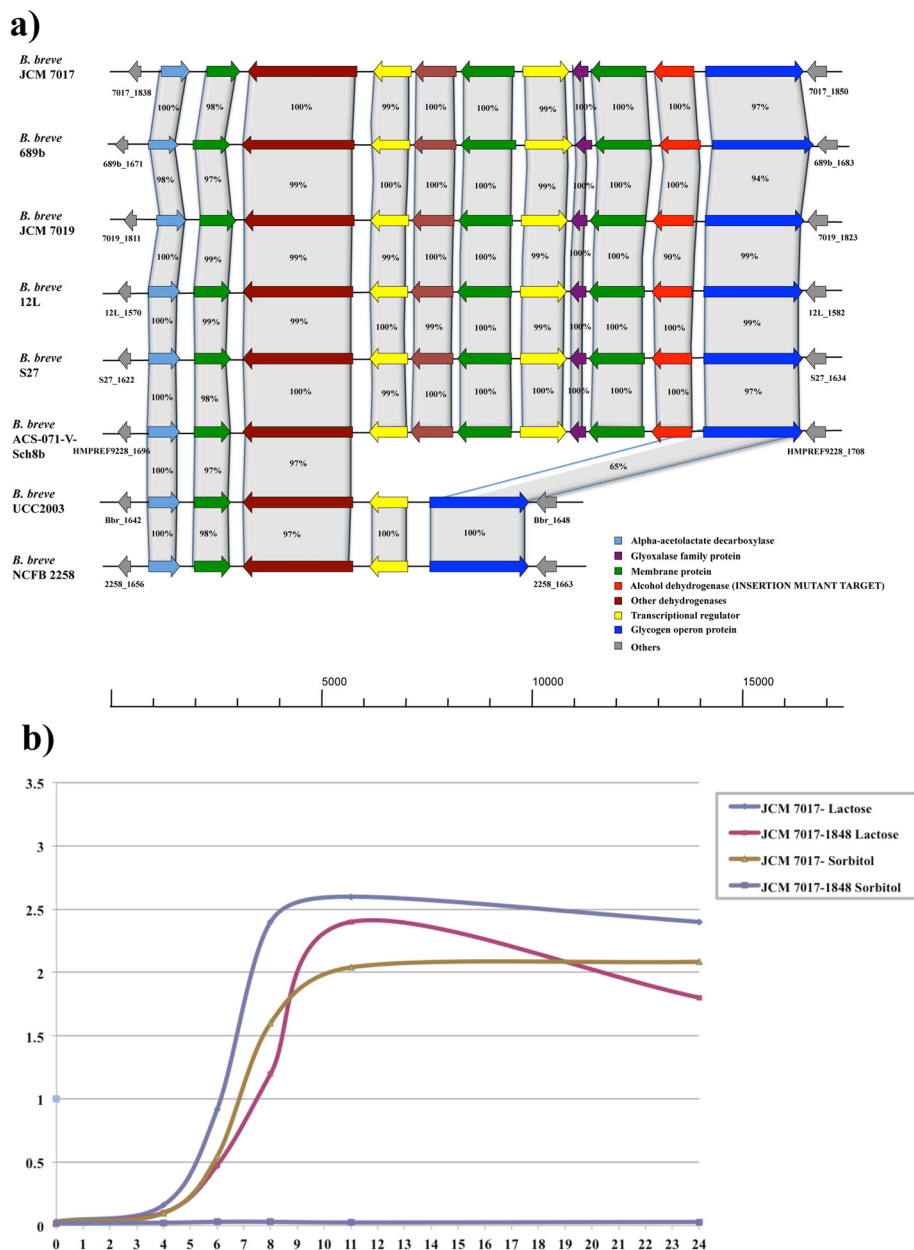 a)
B. breve
JCM 7017
7017_1838
7017_1850
100%
98%
100%
99%
100%
100%
99%
100%
100%
100%
97%
B. breve
689b
689b_1671
689b_1683
98%
97%
99%
100%
100%
100%
99%
100%
100%
100%
94%
B. breve
JCM 7019
7019_1811
7019_1823
100%
99%
99%
99%
100%
100%
99%
100%
100%
90%
99%
B. breve
12L
12L_1570
12L_1582
100%
99%
99%
100%
99%
100%
99%
100%
100%
100%
99%
B. breve
S27
S27_1622
S27_1634
100%
98%
100%
99%
100%
100%
100%
100%
100%
100%
97%
B. breve
ACS-071-V-
Sch8b
HMPREF9228_1696
HMPREF9228_1708
100%
97%
97%
65%
B. breve
UCC2003
Bbr_1642
Bbr_1648
100%
98%
97%
100%
100%
B. breve
NCFB 2258
2258_1656
2258_1663
Alpha-acetolactate decarboxylase
Glyoxalase family protein
Membrane protein
Alcohol dehydrogenase (INSERTION MUTANT TARGET)
Other dehydrogenases
Transcriptional regulator
Glycogen operon protein
Others
5000 10000 15000
b)
3.5
3
2.5
2
1.5
1
0.5
0
0 1 2 3 4 5 6 7 8 9 10 11 12 13 14 15 16 17 18 19 20 21 22 23 24
JCM 7017- Lactose
JCM 7017-1848 Lactose
JCM 7017- Sorbitol
JCM 7017-1848 Sorbitol